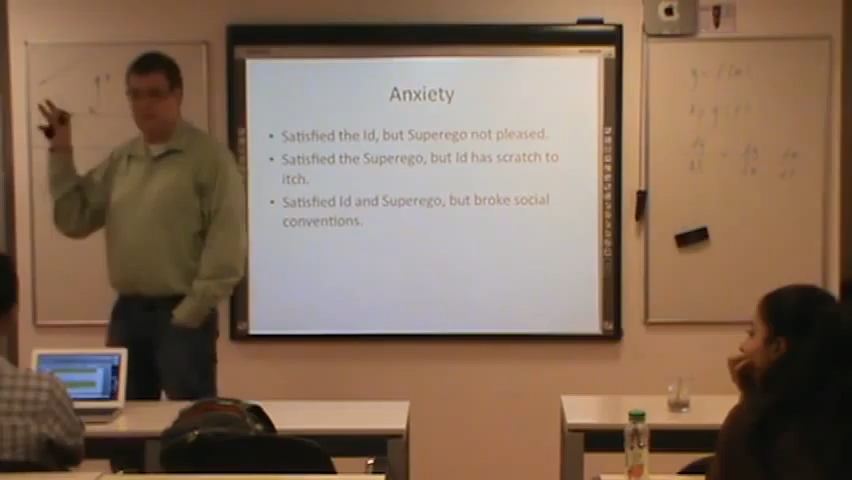 Anxiety
• Satisfied the Id, but Superego not pleased.
• Satisfied the Superego, but Id has scratch to
itch.
• Satisfied Id and Superego, but broke social
conventions.